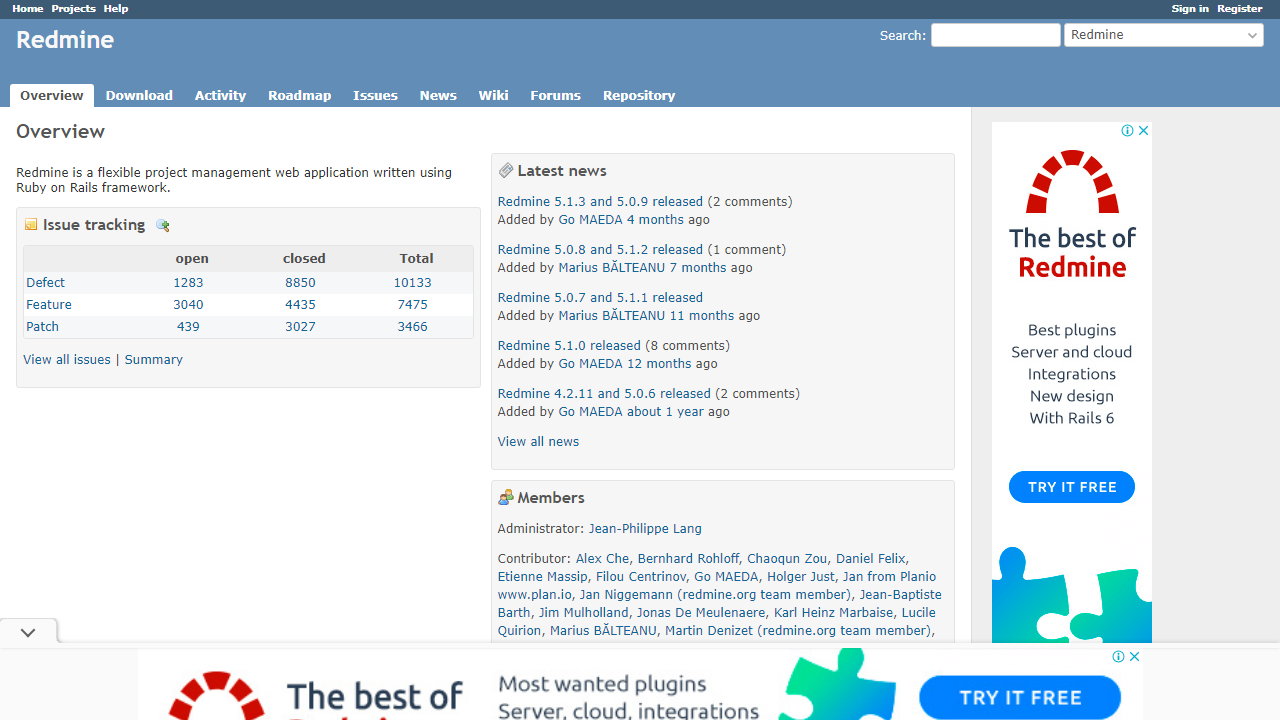 Home Projects Help Sign in Register
Redmine
Search: Redmine
Overview Download Activity Roadmap Issues News Wiki Forums Repository
Overview
Redmine is a flexible project management web application written using
Ruby on Rails framework.
Issue tracking
open closed Total
Defect 1283 8850 10133
Feature 3040 4435 7475
Patch 439 3027 3466
View all issues | Summary
Latest news
Redmine 5.1.3 and 5.0.9 released (2 comments)
Added by Go MAEDA 4 months ago
Redmine 5.0.8 and 5.1.2 released (1 comment)
Added by Marius BĂLTEANU 7 months ago
Redmine 5.0.7 and 5.1.1 released
Added by Marius BĂLTEANU 11 months ago
Redmine 5.1.0 released (8 comments)
Added by Go MAEDA 12 months ago
Redmine 4.2.11 and 5.0.6 released (2 comments)
Added by Go MAEDA about 1 year ago
View all news
Members
Administrator: Jean-Philippe Lang
Contributor: Alex Che, Bernhard Rohloff, Chaoqun Zou, Daniel Felix,
Etienne Massip, Filou Centrinov, Go MAEDA, Holger Just, Jan from Planio
www.plan.io, Jan Niggemann (redmine.org team member), Jean-Baptiste
Barth, Jim Mulholland, Jonas De Meulenaere, Karl Heinz Marbaise, Lucile
Quirion, Marius BĂLTEANU, Martin Denizet (redmine.org team member),
The best of
Redmine
Best plugins
Server and cloud
Integrations
New design
With Rails 6
TRY IT FREE
The best of
Redmine
Most wanted plugins
Server, cloud, integrations
TRY IT FREE